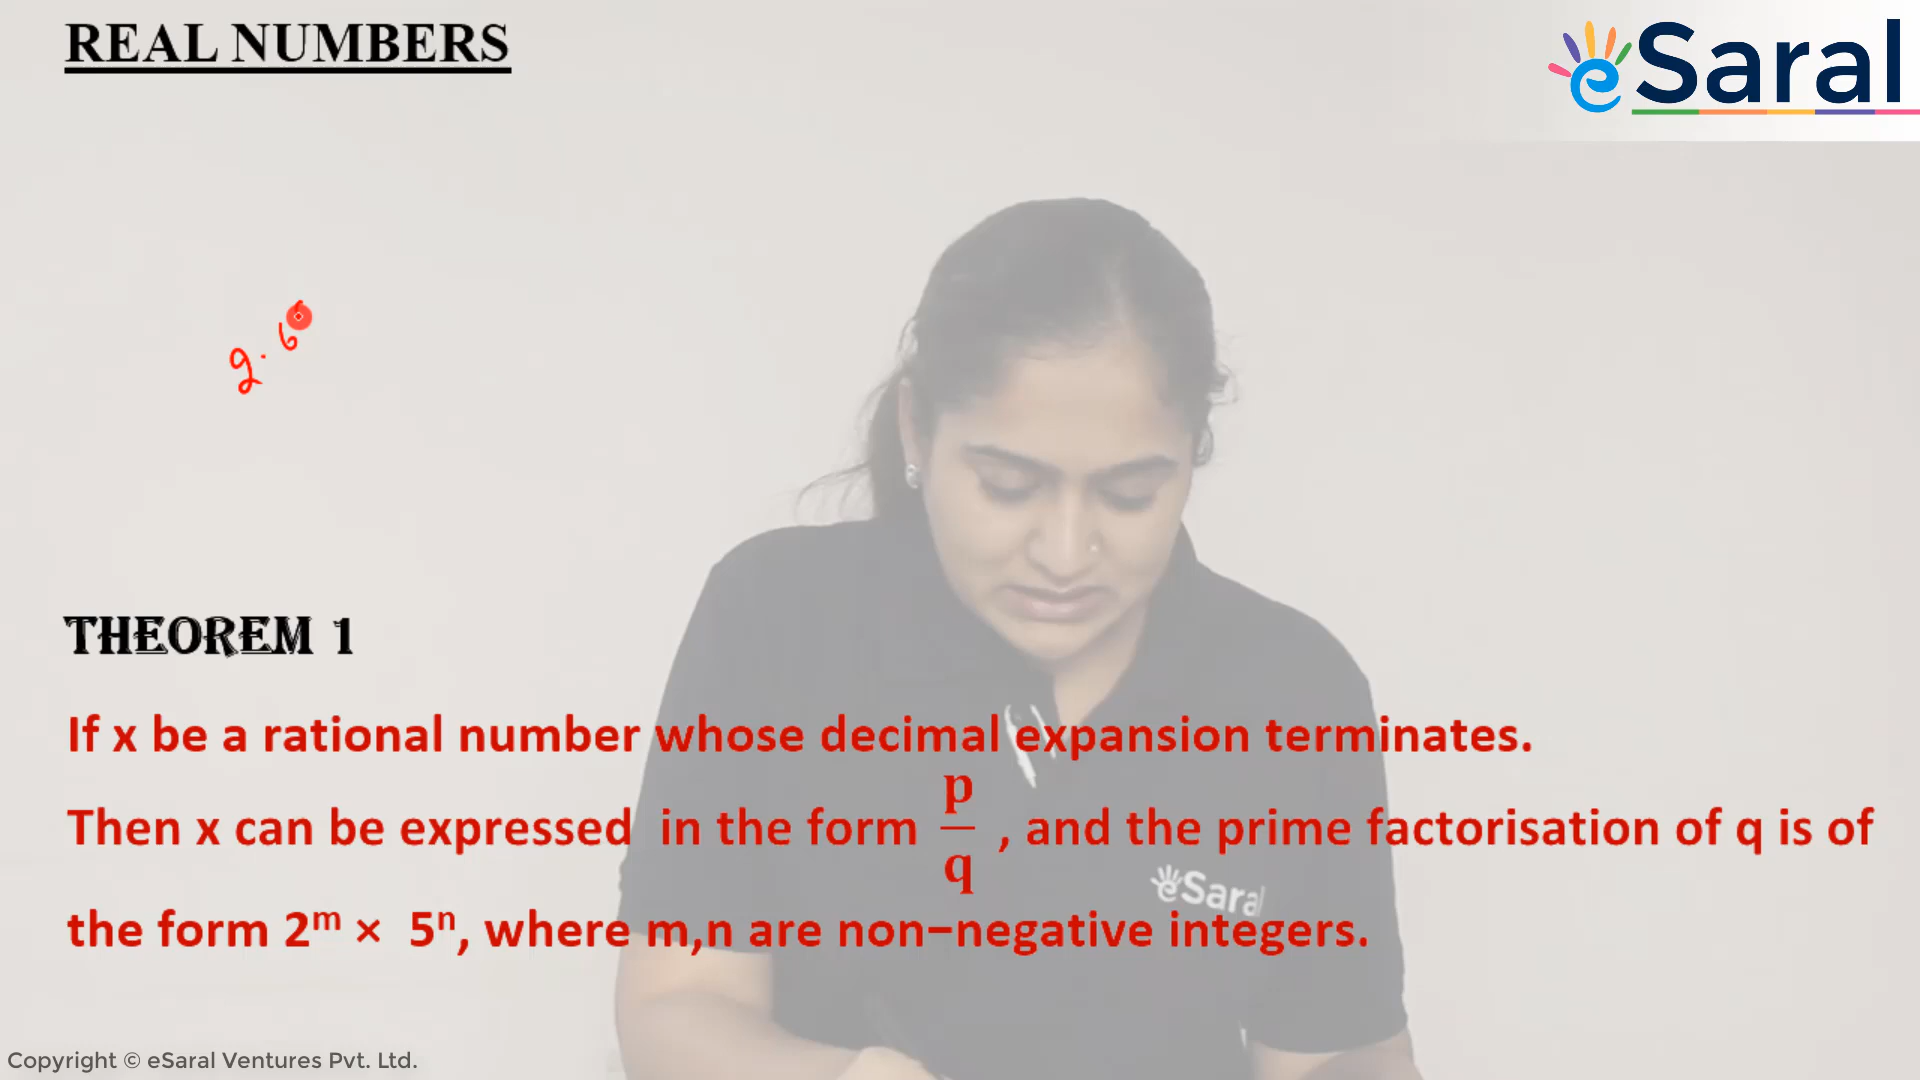 REAL NUMBERS
eSaral
2.6
THEOREM 1
If x be a rational number whose decimal expansion terminates.
Then x can be expressed in the form p/q , and the prime factorisation of q is of
eSaral
the form 2ᵐ × 5ⁿ, where m,n are non–negative integers.
Copyright © eSaral Ventures Pvt. Ltd.